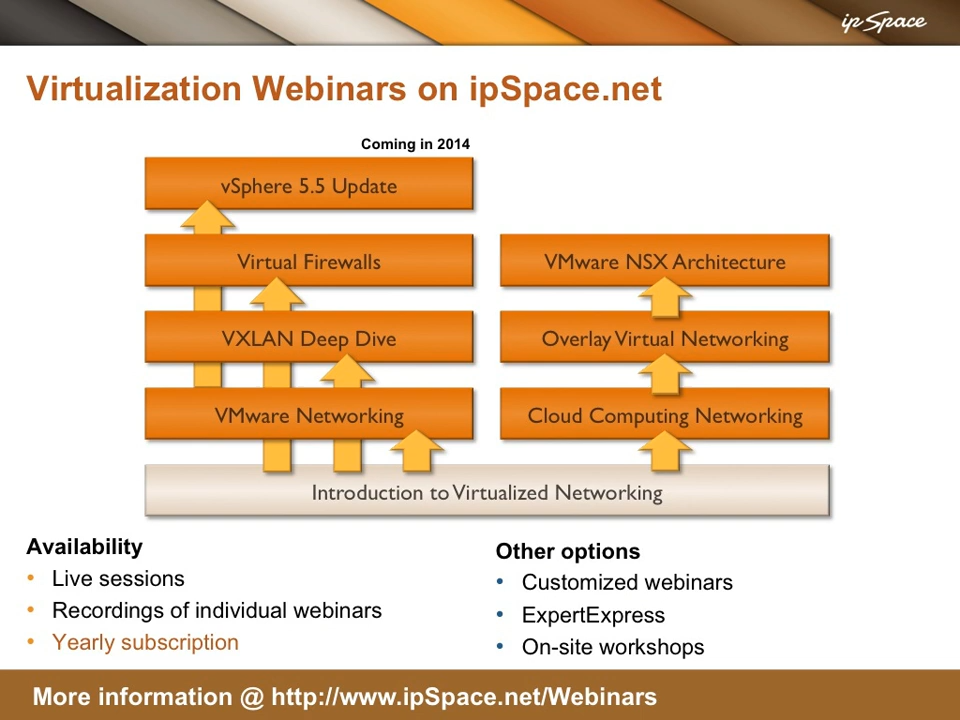 ip Space
Virtualization Webinars on ipSpace.net
Coming in 2014
vSphere 5.5 Update
Virtual Firewalls
VMware NSX Architecture
VXLAN Deep Dive
Overlay Virtual Networking
VMware Networking
Cloud Computing Networking
Introduction to Virtualized Networking
Availability
• Live sessions
• Recordings of individual webinars
• Yearly subscription
Other options
• Customized webinars
• ExpertExpress
• On-site workshops
More information @ http://www.ipSpace.net/Webinars